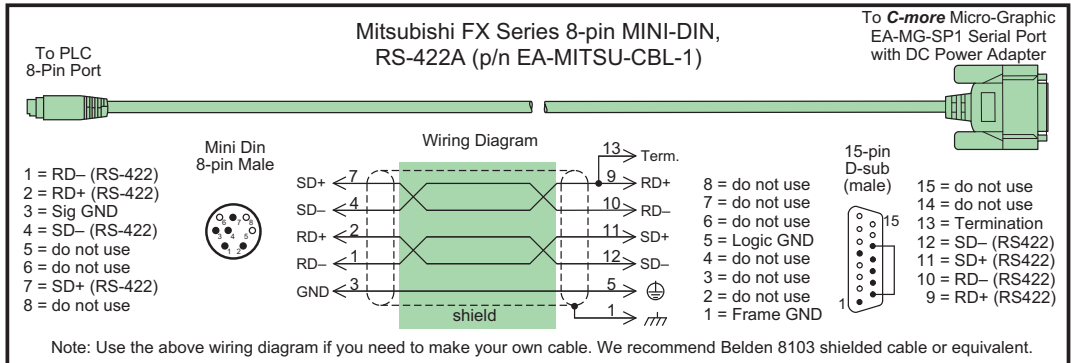 Mitsubishi FX Series 8-pin MINI-DIN,
RS-422A (p/n EA-MITSU-CBL-1)
To PLC
8-Pin Port
To C-more Micro-Graphic
EA-MG-SP1 Serial Port
with DC Power Adapter
1 = RD– (RS-422)
2 = RD+ (RS-422)
3 = Sig GND
4 = SD– (RS-422)
5 = do not use
6 = do not use
7 = SD+ (RS-422)
8 = do not use
Mini Din
8-pin Male
6 7 8
3 4 5
1 2
Wiring Diagram
13 Term.
SD+ 7 9 RD+
SD– 4 10 RD–
RD+ 2 11 SD+
RD– 1 12 SD–
GND 3 5
1
shield
8 = do not use
7 = do not use
6 = do not use
5 = Logic GND
4 = do not use
3 = do not use
2 = do not use
1 = Frame GND
15-pin
D-sub
(male)
15
1
15 = do not use
14 = do not use
13 = Termination
12 = SD– (RS422)
11 = SD+ (RS422)
10 = RD– (RS422)
9 = RD+ (RS422)
Note: Use the above wiring diagram if you need to make your own cable. We recommend Belden 8103 shielded cable or equivalent.